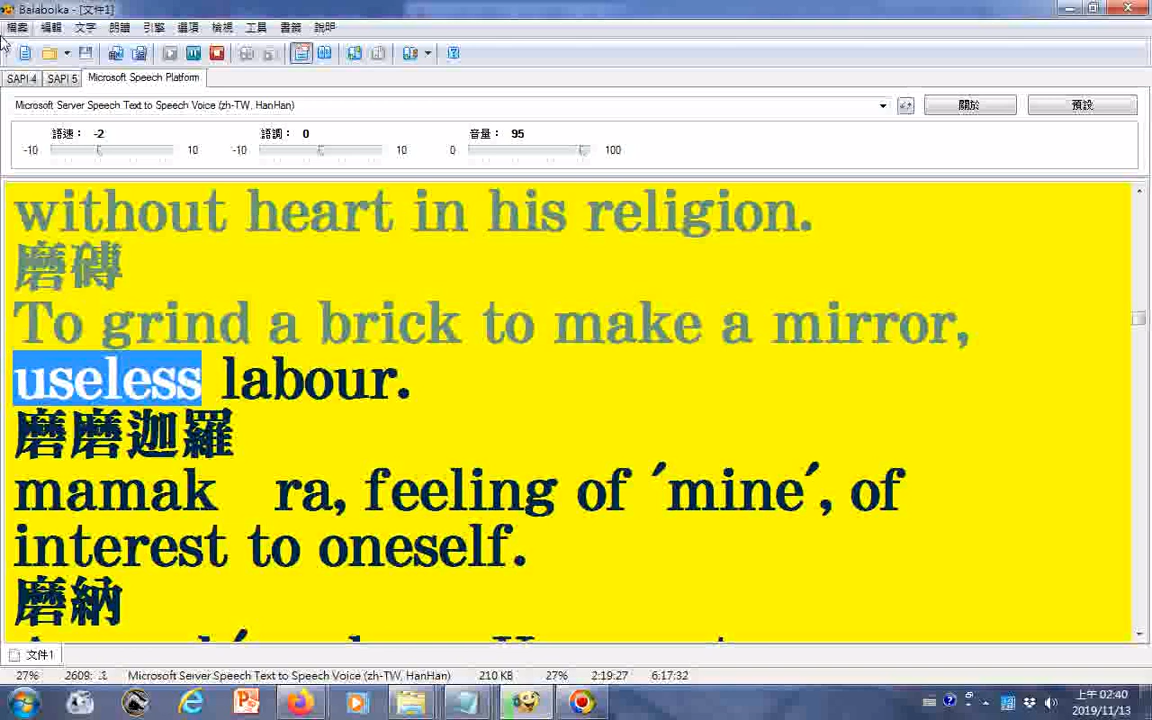 Balabolka - [文件1]
檔案 編輯 文字 朗讀 引擎 選項 檢視 工具 書籤 說明
SAPI 4 SAPI 5 Microsoft Speech Platform
Microsoft Server Speech Text to Speech Voice (zh-TW, HanHan) 關於 預設
語速： -2 語調： 0 音量： 95
-10 10 -10 10 0 100
without heart in his religion.
磨磚
To grind a brick to make a mirror,
useless labour.
磨磨迦羅
mamak ra, feeling of ´mine´, of
interest to oneself.
磨納
文件1
27% 2609: Microsoft Server Speech Text to Speech Voice (zh-TW, HanHan) 210 KB 27% 2:19:27 6:17:32
上午 02:40
2019/11/13